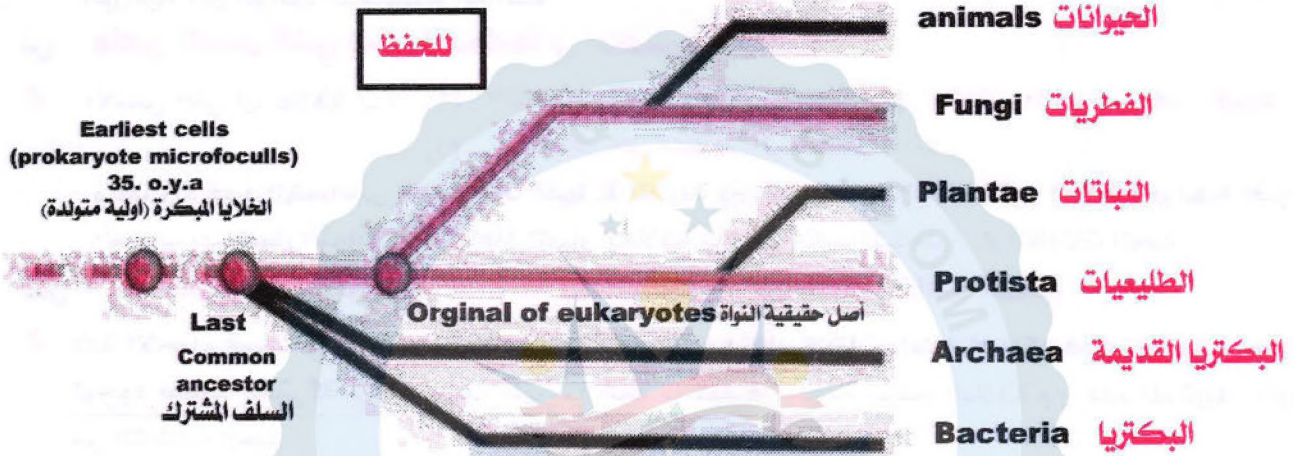 animals الحيوانات
للحفظ
Fungi الفطريات
Earliest cells
(prokaryote microfoculls)
35. o.y.a
الخلايا المبكرة (اولية متولدة)
Plantae النباتات
Protista الطليعيات
Orginal of eukaryotes أصل حقيقية النواة
Last
Common
ancestor
السلف المشترك
Archaea البكتريا القديمة
Bacteria البكتريا